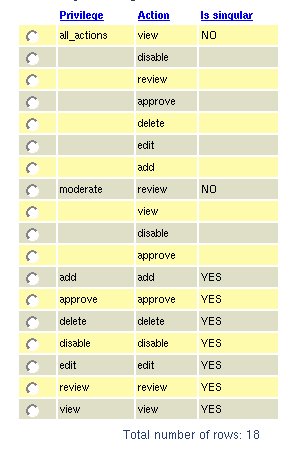 Privilege Action Is singular
all_actions view NO
disable
review
approve
delete
edit
add
moderate review NO
view
disable
approve
add add YES
approve approve YES
delete delete YES
disable disable YES
edit edit YES
review review YES
view view YES
Total number of rows: 18